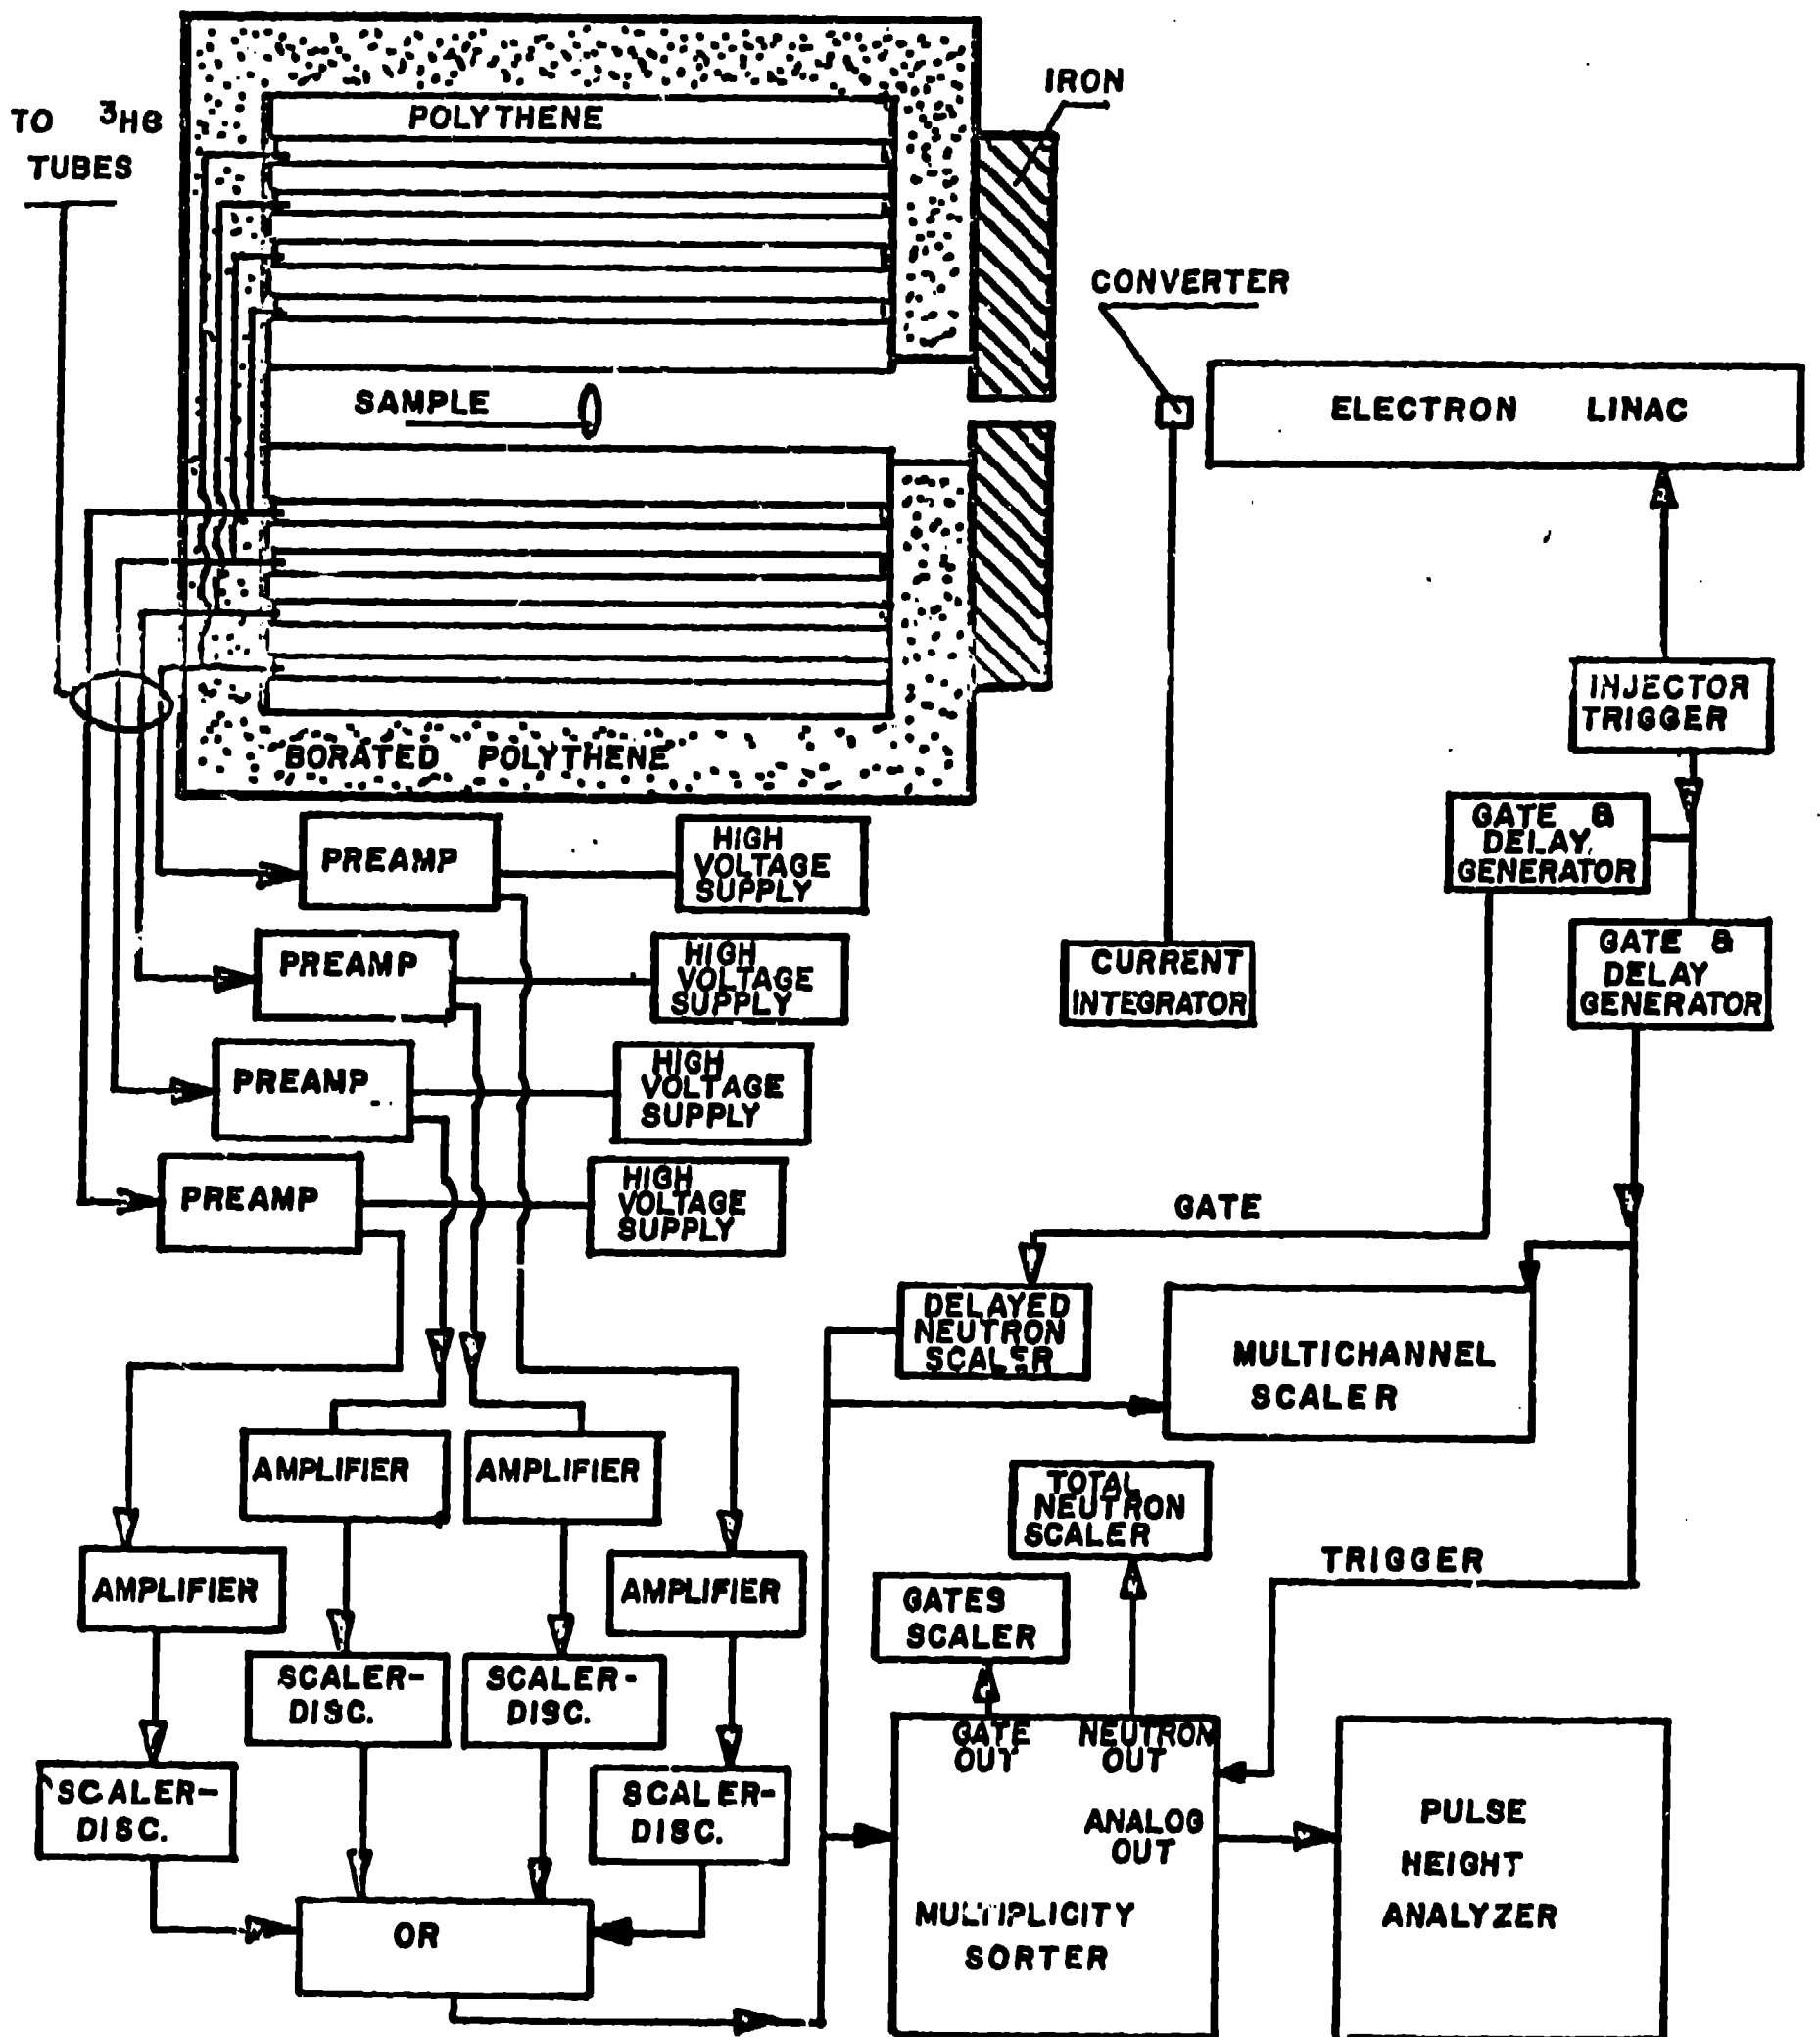 IRON
TO ³He
TUBES
POLYTHENE
CONVERTER
SAMPLE
ELECTRON LINAC
INJECTOR
TRIGGER
BORATED POLYTHENE
GATE &
DELAY
GENERATOR
PREAMP
HIGH
VOLTAGE
SUPPLY
GATE &
DELAY
GENERATOR
PREAMP
HIGH
VOLTAGE
SUPPLY
CURRENT
INTEGRATOR
PREAMP
HIGH
VOLTAGE
SUPPLY
PREAMP
HIGH
VOLTAGE
SUPPLY
GATE
DELAYED
NEUTRON
SCALER
MULTICHANNEL
SCALER
AMPLIFIER
AMPLIFIER
TOTAL
NEUTRON
SCALER
TRIGGER
AMPLIFIER
AMPLIFIER
GATES
SCALER
SCALER-
DISC.
SCALER-
DISC.
GATE
OUT
NEUTRON
OUT
SCALER-
DISC.
SCALER-
DISC.
ANALOG
OUT
PULSE
HEIGHT
ANALYZER
MULTIPLICITY
SORTER
OR